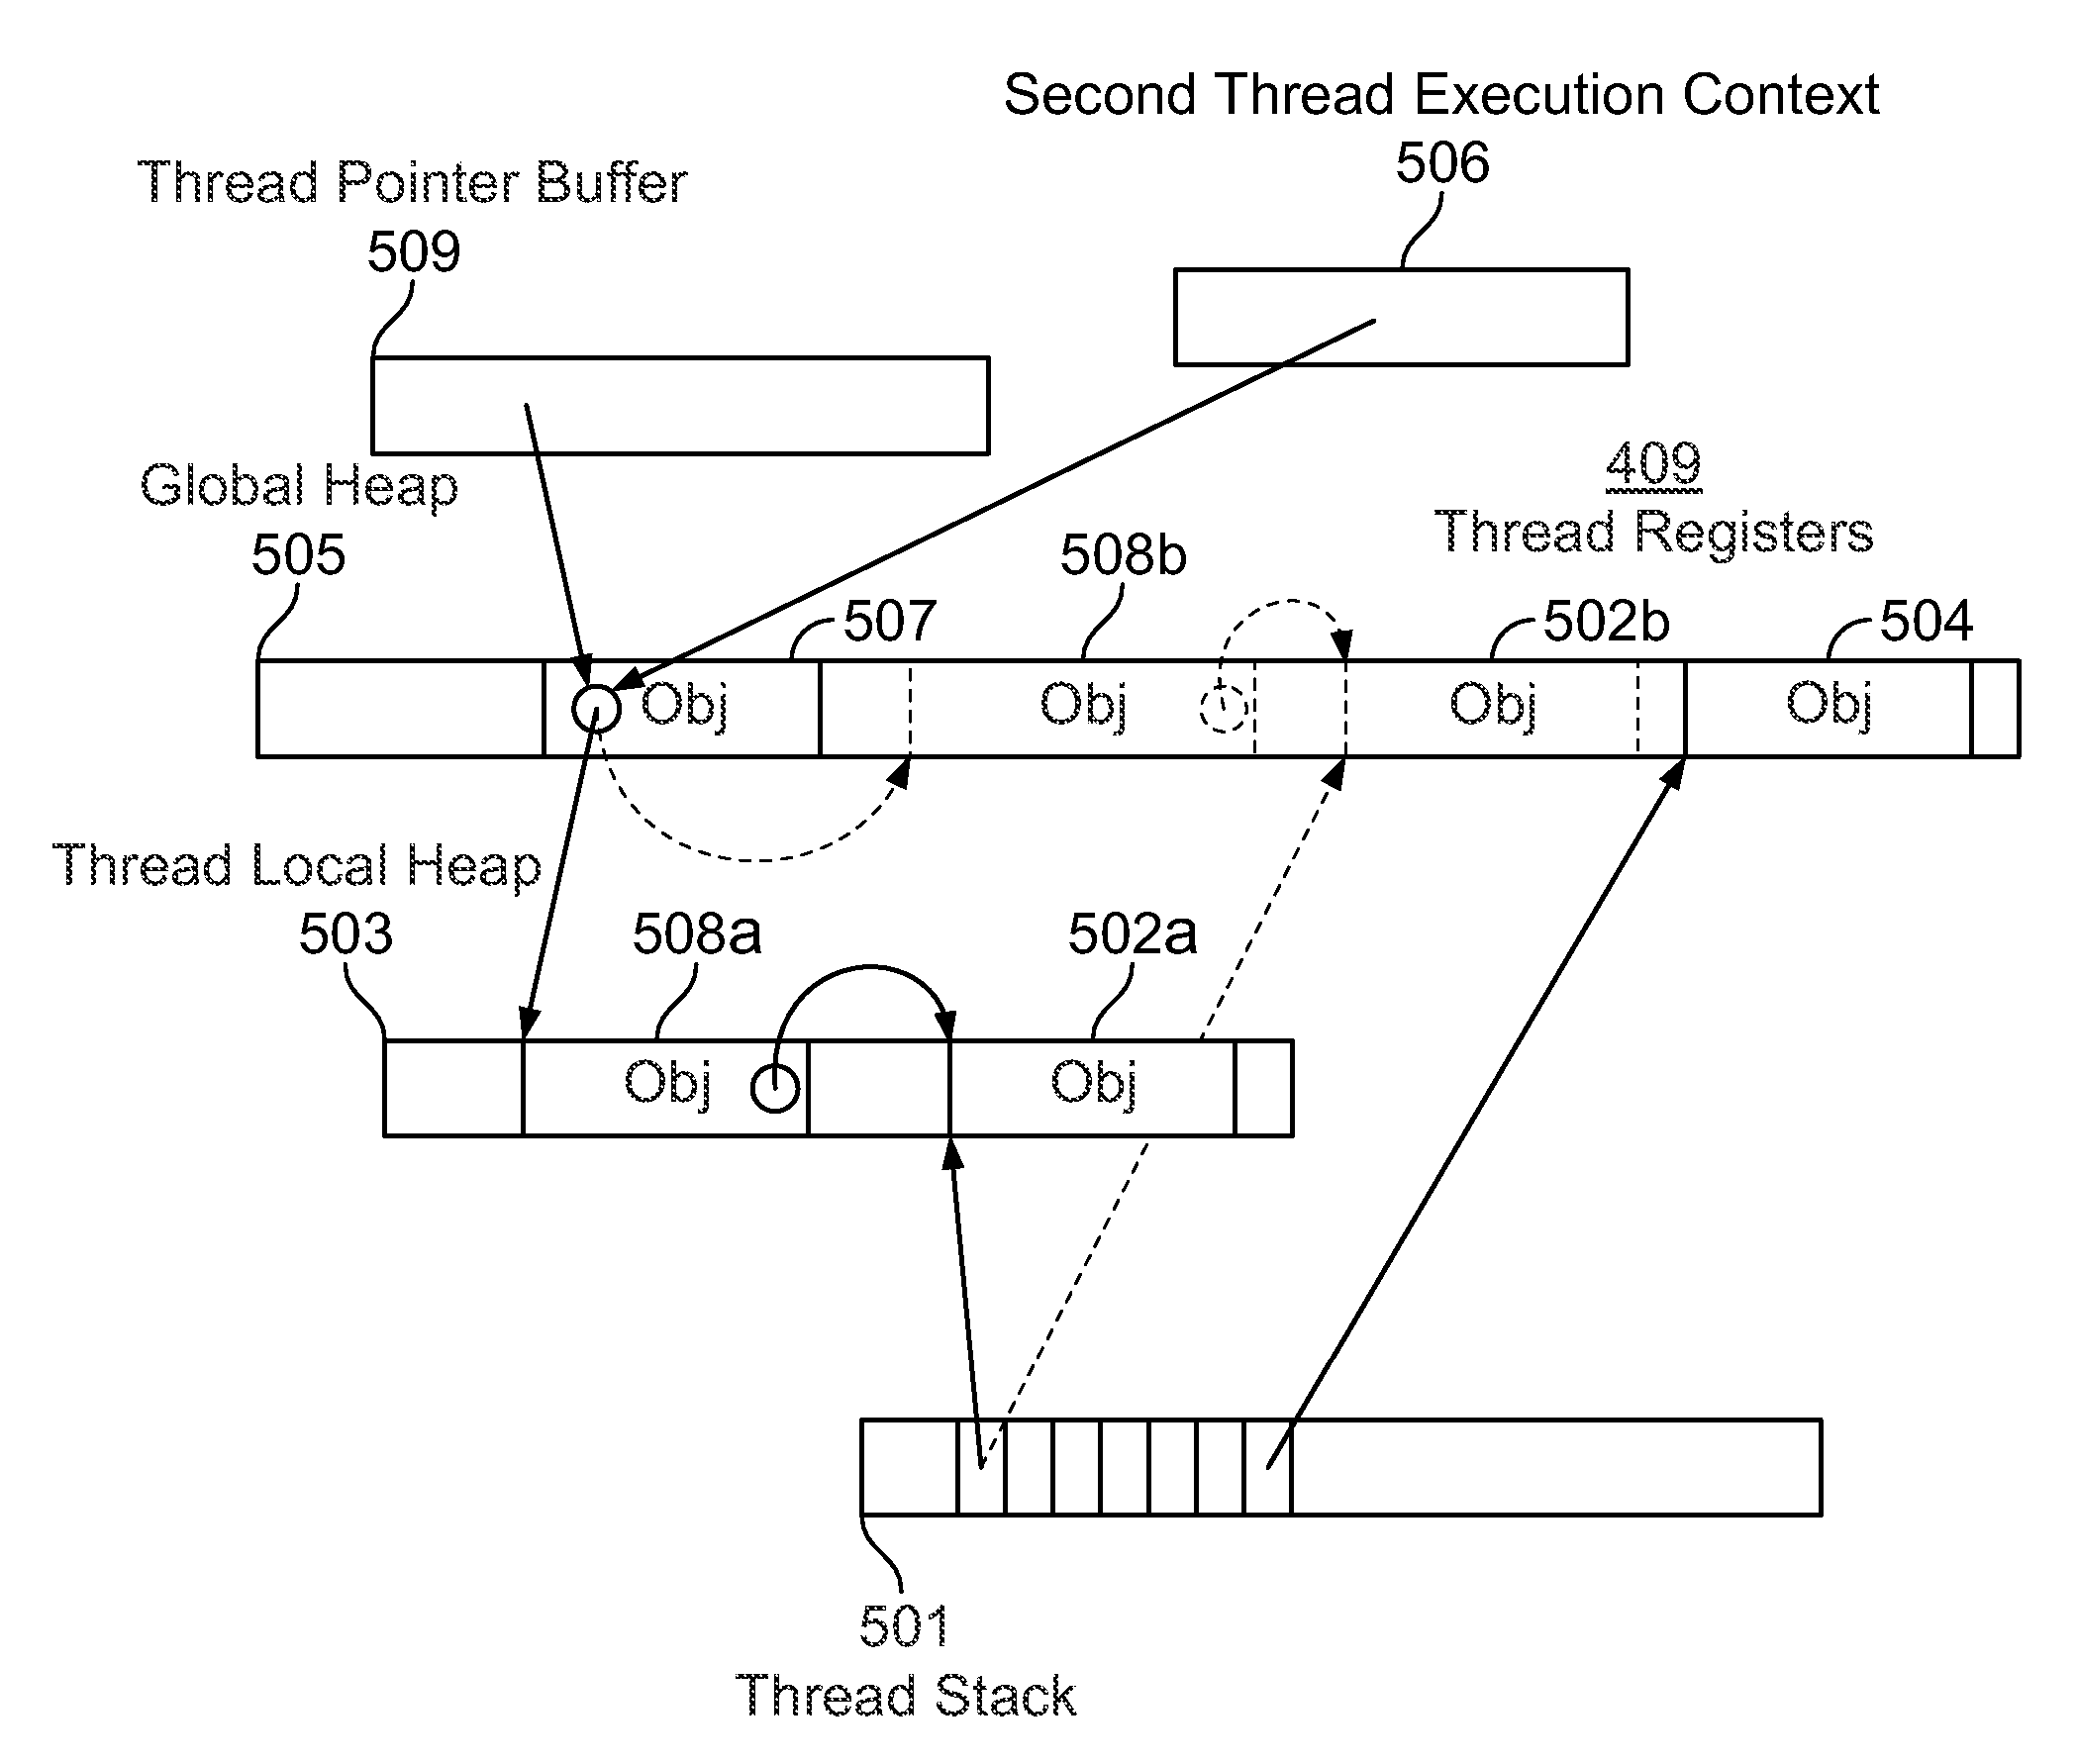 Second Thread Execution Context
506
Thread Pointer Buffer
509
409
Thread Registers
Global Heap
505
508b
507
502b
504
Obj
Obj
Obj
Obj
Thread Local Heap
503
508a
502a
Obj
Obj
501
Thread Stack